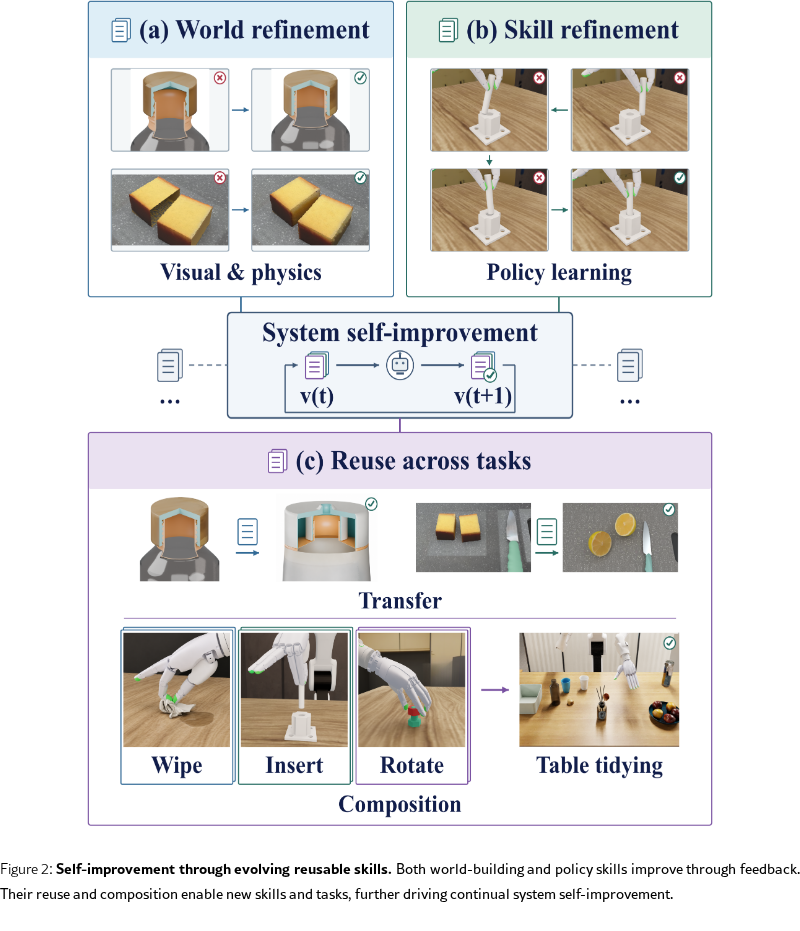 (a) World refinement
(b) Skill refinement
Visual & physics
Policy learning
System self-improvement
v(t)
v(t+1)
...
...
(c) Reuse across tasks
Transfer
Wipe
Insert
Rotate
Table tidying
Composition
Figure 2: Self-improvement through evolving reusable skills. Both world-building and policy skills improve through feedback.
Their reuse and composition enable new skills and tasks, further driving continual system self-improvement.